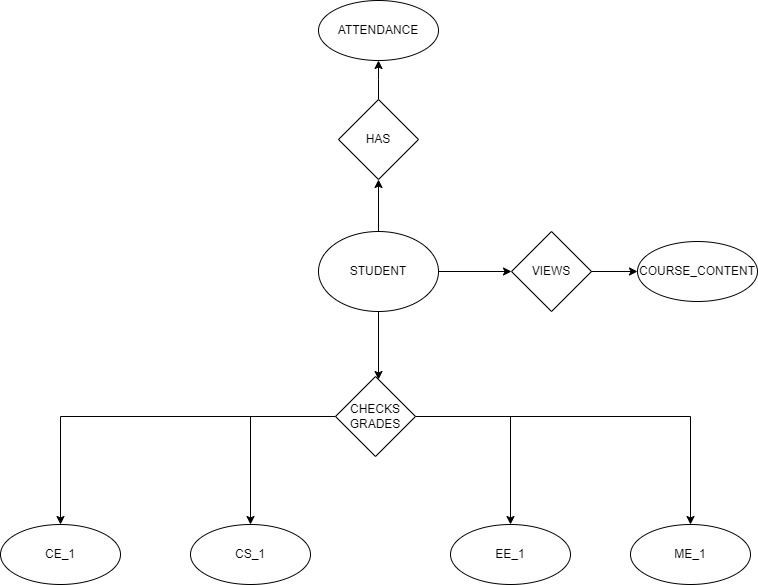 ATTENDANCE
HAS
STUDENT
VIEWS
COURSE_CONTENT
CHECKS
GRADES
CE_1
CS_1
EE_1
ME_1